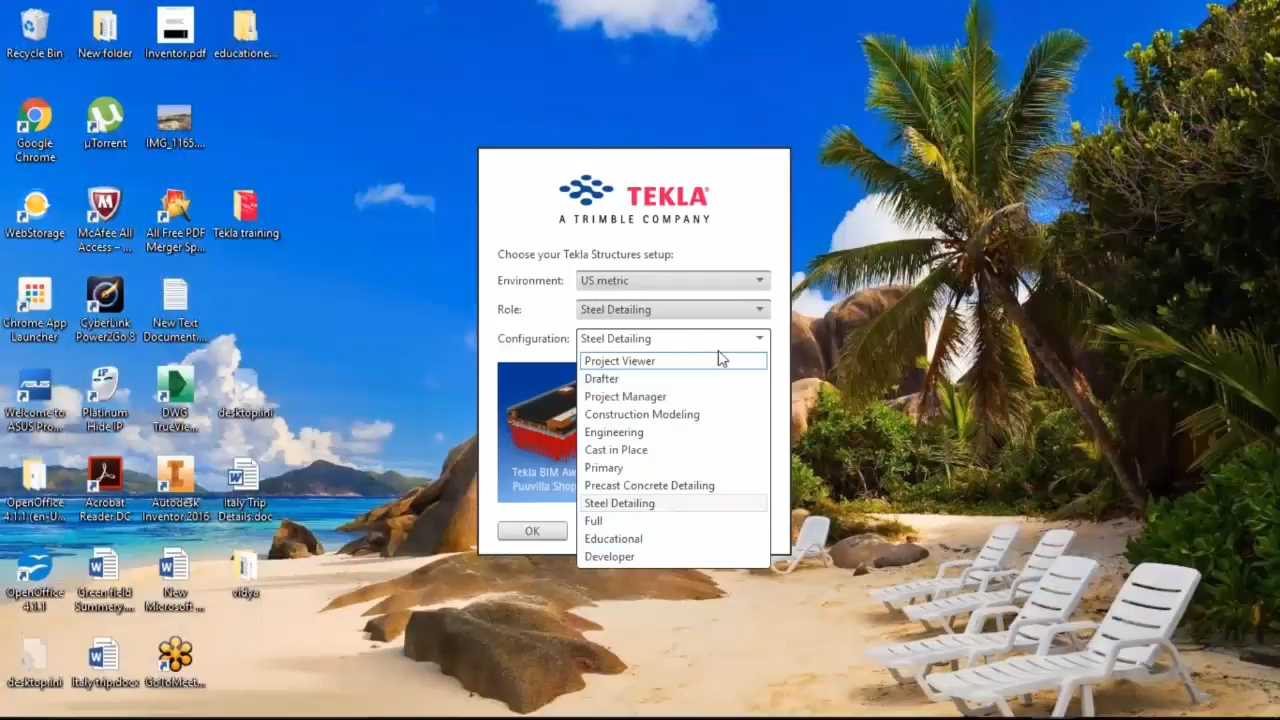 Recycle Bin
New folder
Inventor.pdf
educatione...
Google
Chrome
µTorrent
IMG_1165....
WebStorage
McAfee All
Access – ...
All Free PDF
Merger Sp...
Tekla training
Chrome App
Launcher
CyberLink
Power2Go 8
New Text
Document...
ASUS
Welcome to
ASUS Pro...
IP
Platinum
Hide IP
DWG
TrueView...
desktop.ini
OpenOffice
4.1.1 (en-U...
Acrobat
Reader DC
Autodesk
Inventor 2016
Italy Trip
Details.doc
OpenOffice
4.1.1
Green field
Summery...
New
Microsoft ...
vidya
desktop.ini
Italy trip.docx
GoToMeet...
TEKLA®
A TRIMBLE COMPANY
Choose your Tekla Structures setup:
Environment: US metric
Role: Steel Detailing
Configuration: Steel Detailing
Project Viewer
Drafter
Project Manager
Construction Modeling
Engineering
Cast in Place
Primary
Precast Concrete Detailing
Steel Detailing
Full
Educational
Developer
Tekla BIM Aw
Puuvilla Shop
OK